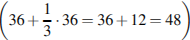 (36 + 1/3 · 36 = 36 + 12 = 48)